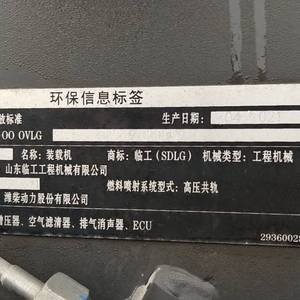 环保信息标签
放标准 生产日期:
OO OVLG
名称: 装载机 商标: 临工(SDLG) 机械类型: 工程机械
山东临工工程机械有限公司
燃料喷射系统型式: 高压共轨
潍柴动力股份有限公司
增压器、空气滤清器、排气消声器、ECU
2936002